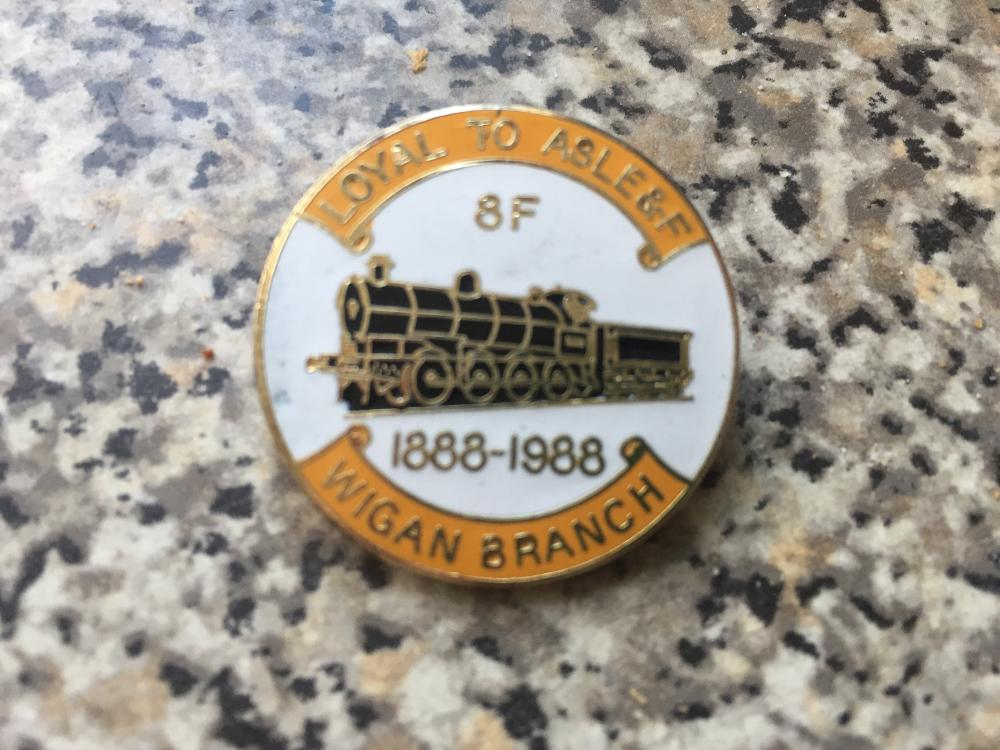 LOYAL TO ASLE&F
8F
1888-1988
WIGAN BRANCH